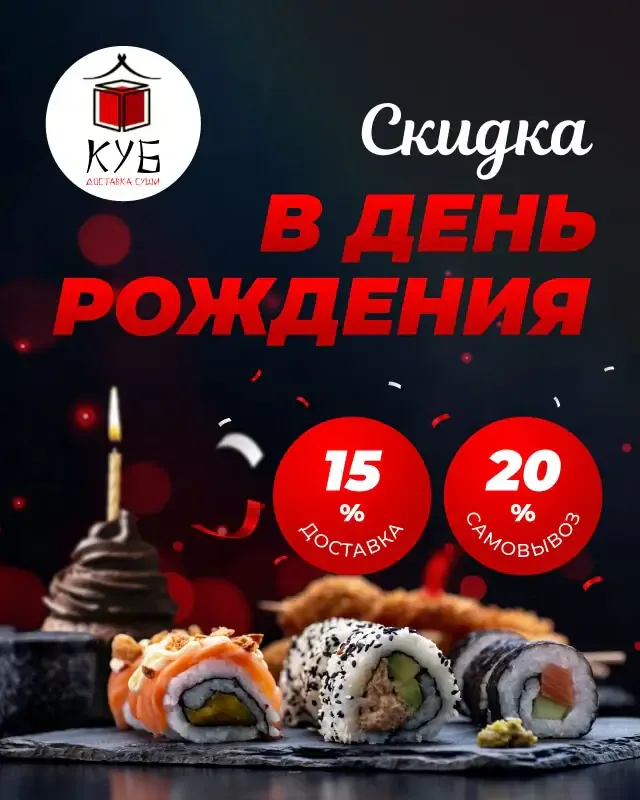 КУБ
ДОСТАВКА СУШИ
Скидка
В ДЕНЬ
РОЖДЕНИЯ
15
%
ДОСТАВКА
20
%
САМОВЫВОЗ